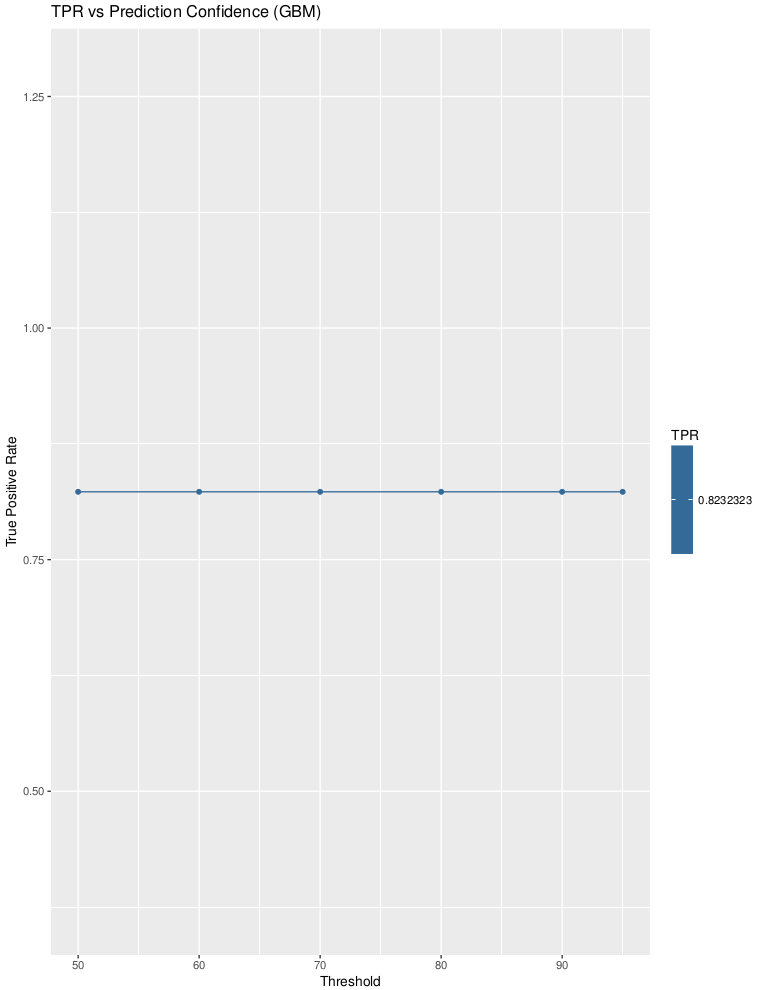 TPR vs Prediction Confidence (GBM)
True Positive Rate
1.25
1.00
0.75
0.50
50 60 70 80 90
Threshold
TPR
0.8232323